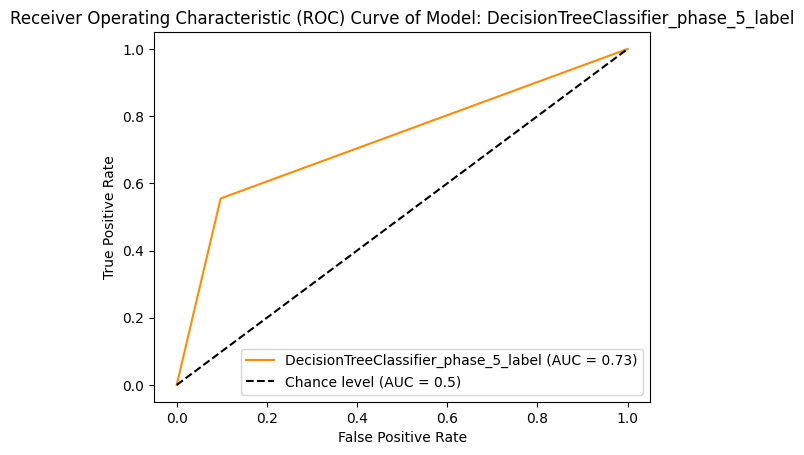 Receiver Operating Characteristic (ROC) Curve of Model: DecisionTreeClassifier_phase_5_label
1.0
0.8
0.6
0.4
0.2
0.0
True Positive Rate
DecisionTreeClassifier_phase_5_label (AUC = 0.73)
Chance level (AUC = 0.5)
0.0 0.2 0.4 0.6 0.8 1.0
False Positive Rate